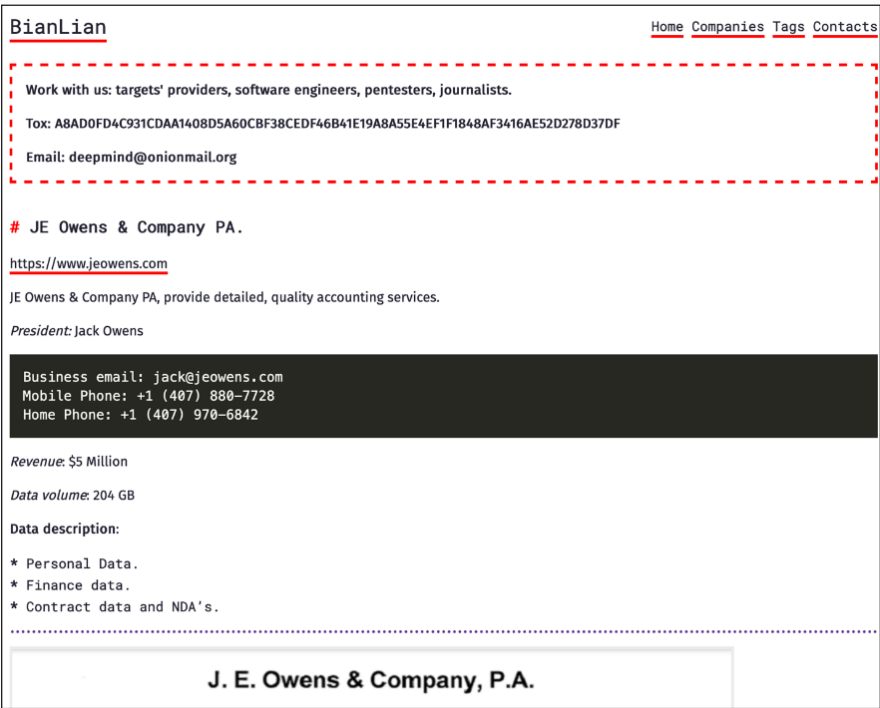 BianLian
Home Companies Tags Contacts
Work with us: targets' providers, software engineers, pentesters, journalists.
Tox: A8AD0FD4C931CDAA1408D5A60CBF38CEDF46B41E19A8A55E4EF1F1848AF3416AE52D278D37DF
Email: deepmind@onionmail.org
# JE Owens & Company PA.
https://www.jeowens.com
JE Owens & Company PA, provide detailed, quality accounting services.
President: Jack Owens
Business email: jack@jeowens.com
Mobile Phone: +1 (407) 880-7728
Home Phone: +1 (407) 970-6842
Revenue: $5 Million
Data volume: 204 GB
Data description:
* Personal Data.
* Finance data.
* Contract data and NDA's.
J. E. Owens & Company, P.A.